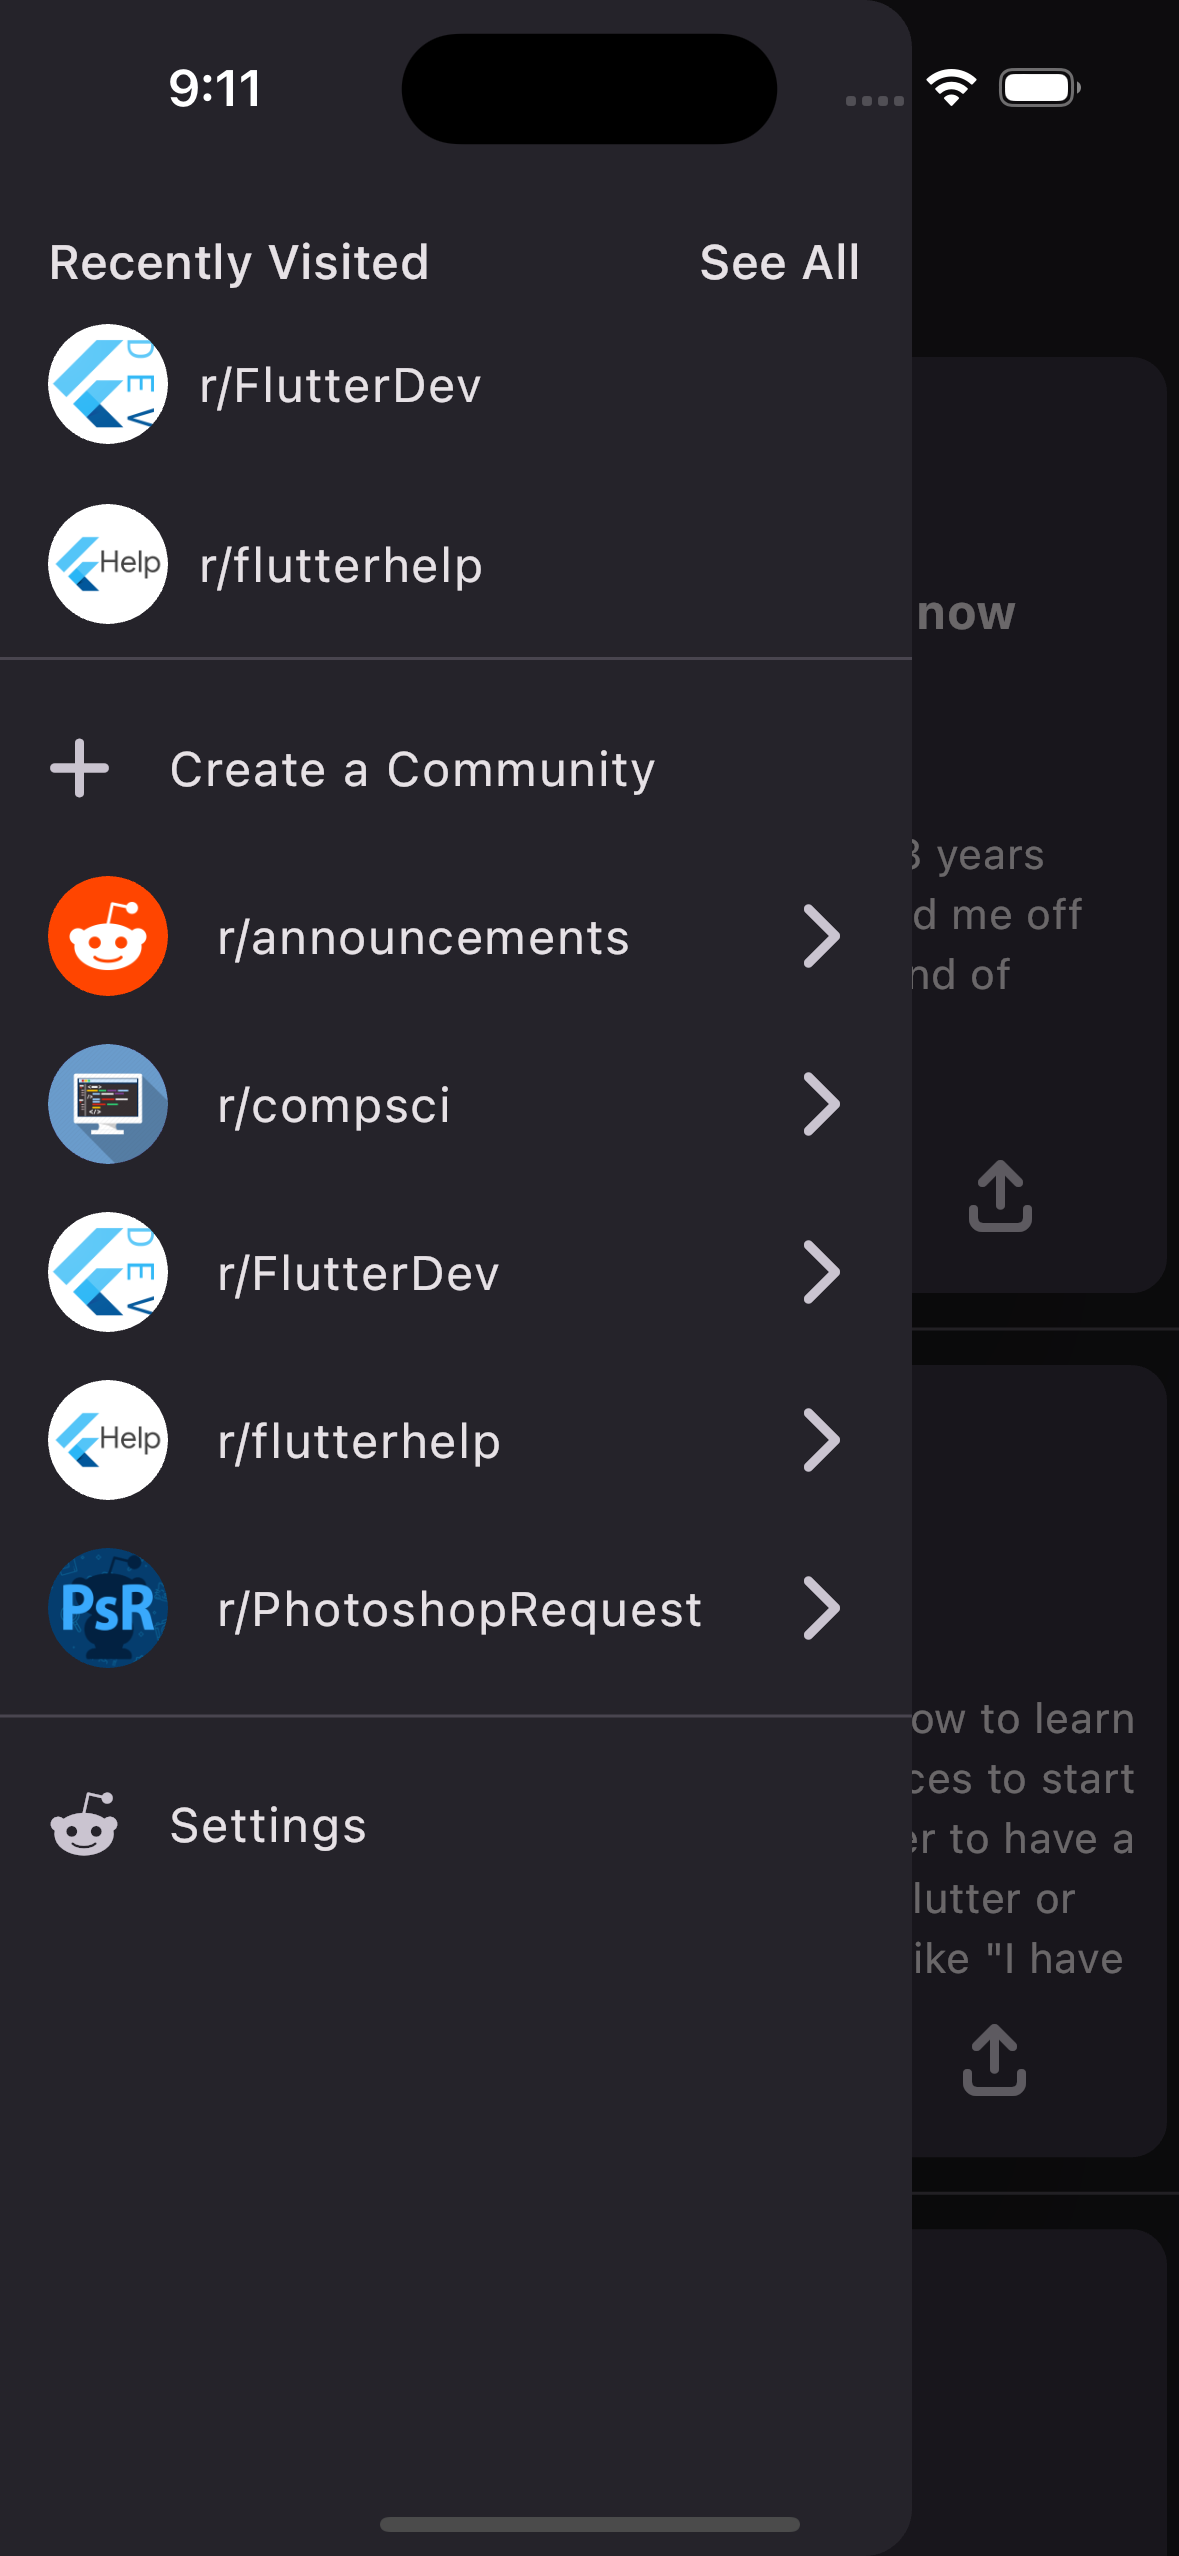 9:11
Recently Visited
See All
DEV
r/FlutterDev
Help
r/flutterhelp
Create a Community
r/announcements
r/compsci
DEV
r/FlutterDev
Help
r/flutterhelp
PsR
r/PhotoshopRequest
Settings
now
years
d me off
nd of
ow to learn
ces to start
er to have a
lutter or
ike "I have